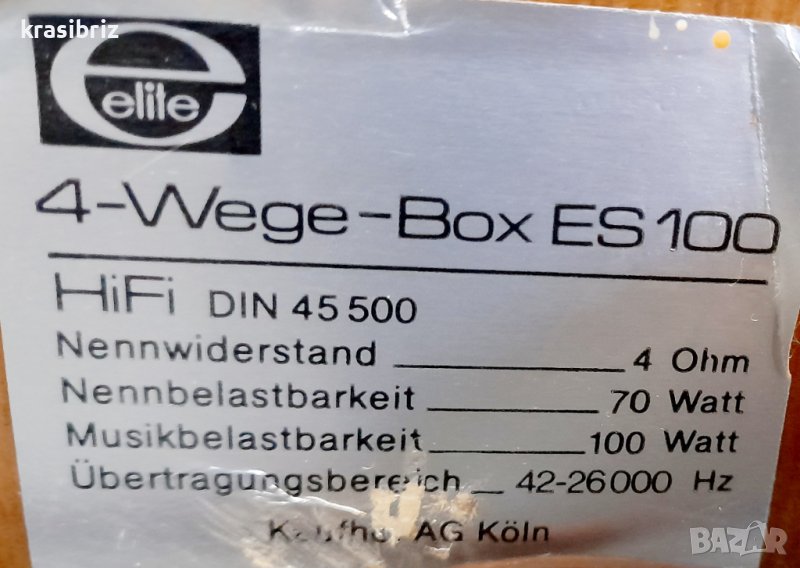 krasibriz
elite
4-Wege-Box ES 100
HiFi DIN 45 500
Nennwiderstand 4 Ohm
Nennbelastbarkeit 70 Watt
Musikbelastbarkeit 100 Watt
Übertragungsbereich 42-26000 Hz
AG Köln
BAZAR